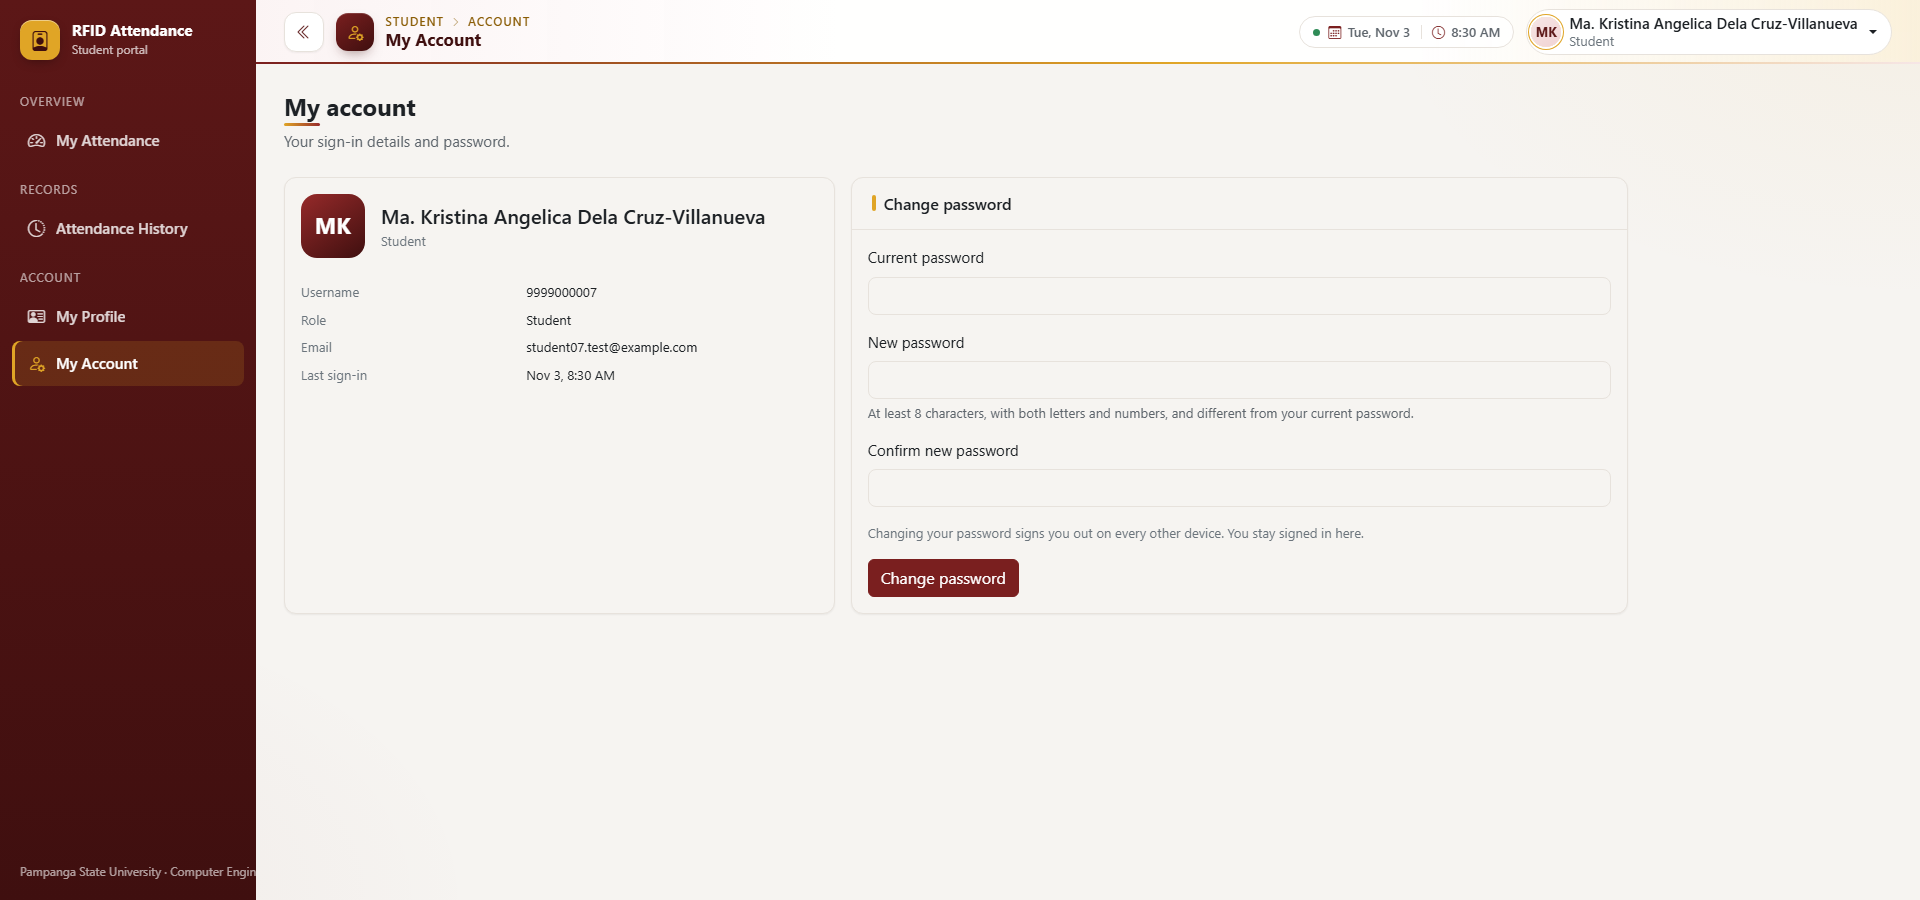 RFID Attendance
Student portal
OVERVIEW
My Attendance
RECORDS
Attendance History
ACCOUNT
My Profile
My Account
Pampanga State University · Computer Engin
STUDENT > ACCOUNT
My Account
Tue, Nov 3
8:30 AM
MK
Ma. Kristina Angelica Dela Cruz-Villanueva
Student
My account
Your sign-in details and password.
MK
Ma. Kristina Angelica Dela Cruz-Villanueva
Student
Username 9999000007
Role Student
Email student07.test@example.com
Last sign-in Nov 3, 8:30 AM
Change password
Current password
New password
At least 8 characters, with both letters and numbers, and different from your current password.
Confirm new password
Changing your password signs you out on every other device. You stay signed in here.
Change password